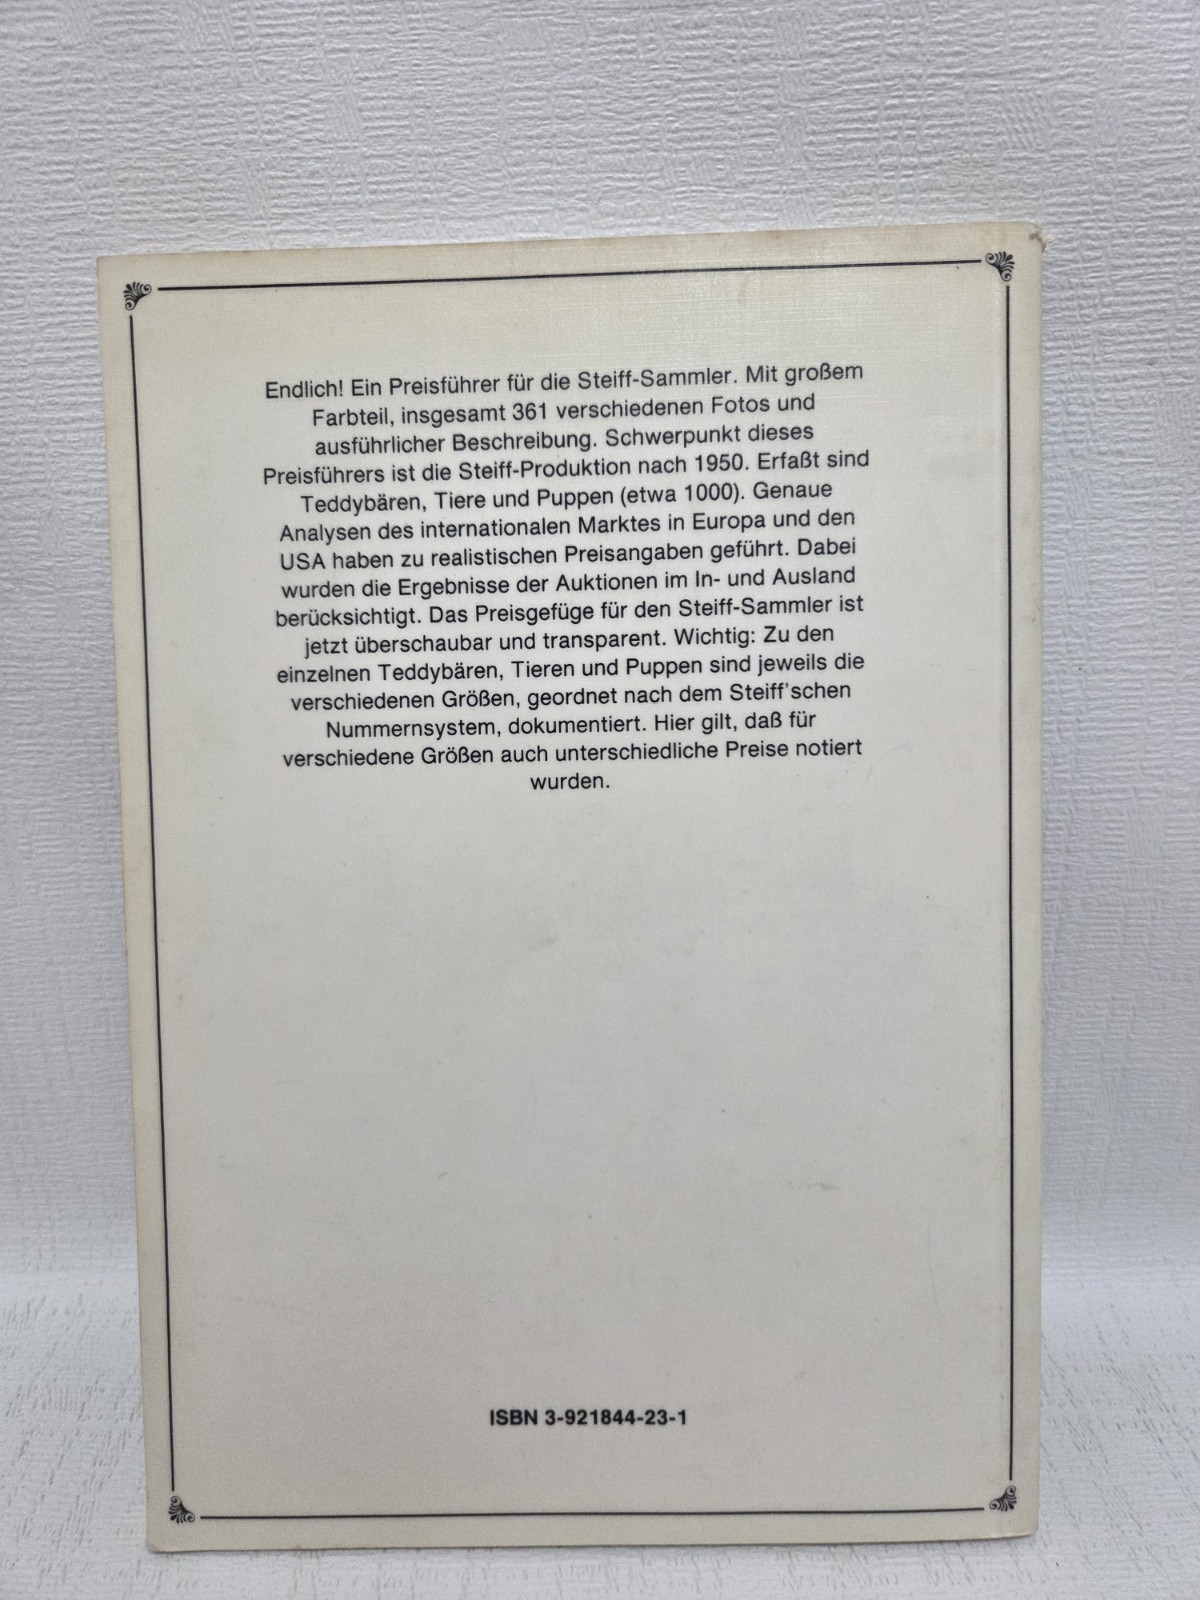 Endlich! Ein Preisführer für die Steiff-Sammler. Mit großem
Farbteil, insgesamt 361 verschiedenen Fotos und
ausführlicher Beschreibung. Schwerpunkt dieses
Preisführers ist die Steiff-Produktion nach 1950. Erfaßt sind
Teddybären, Tiere und Puppen (etwa 1000). Genaue
Analysen des internationalen Marktes in Europa und den
USA haben zu realistischen Preisangaben geführt. Dabei
wurden die Ergebnisse der Auktionen im In- und Ausland
berücksichtigt. Das Preisgefüge für den Steiff-Sammler ist
jetzt überschaubar und transparent. Wichtig: Zu den
einzelnen Teddybären, Tieren und Puppen sind jeweils die
verschiedenen Größen, geordnet nach dem Steiff'schen
Nummernsystem, dokumentiert. Hier gilt, daß für
verschiedene Größen auch unterschiedliche Preise notiert
wurden.
ISBN 3-921844-23-1